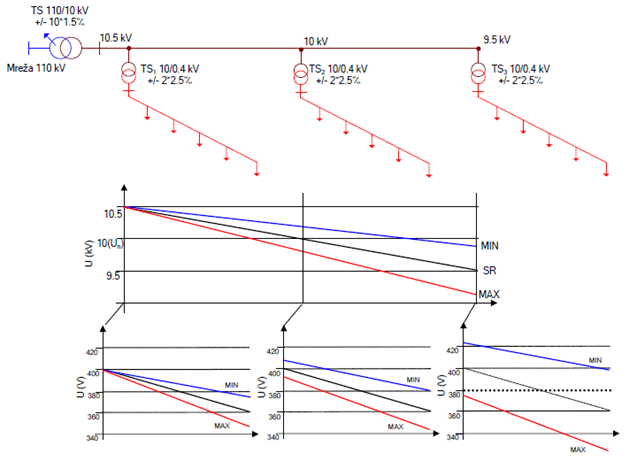 TS 110/10 kV
+/- 10*1.5%
10.5 kV
10 kV
9.5 kV
Mreža 110 kV
TS₁ 10/0.4 kV
+/- 2*2.5%
TS₂ 10/0.4 kV
+/- 2*2.5%
TS₃ 10/0.4 kV
+/- 2*2.5%
U (kV)
10.5
10(Uₙ)
9.5
MIN
SR
MAX
U (V)
420
400
380
360
340
MIN
MAX
U (V)
420
400
380
360
340
MIN
MAX
U (V)
420
400
380
360
340
MIN
MAX